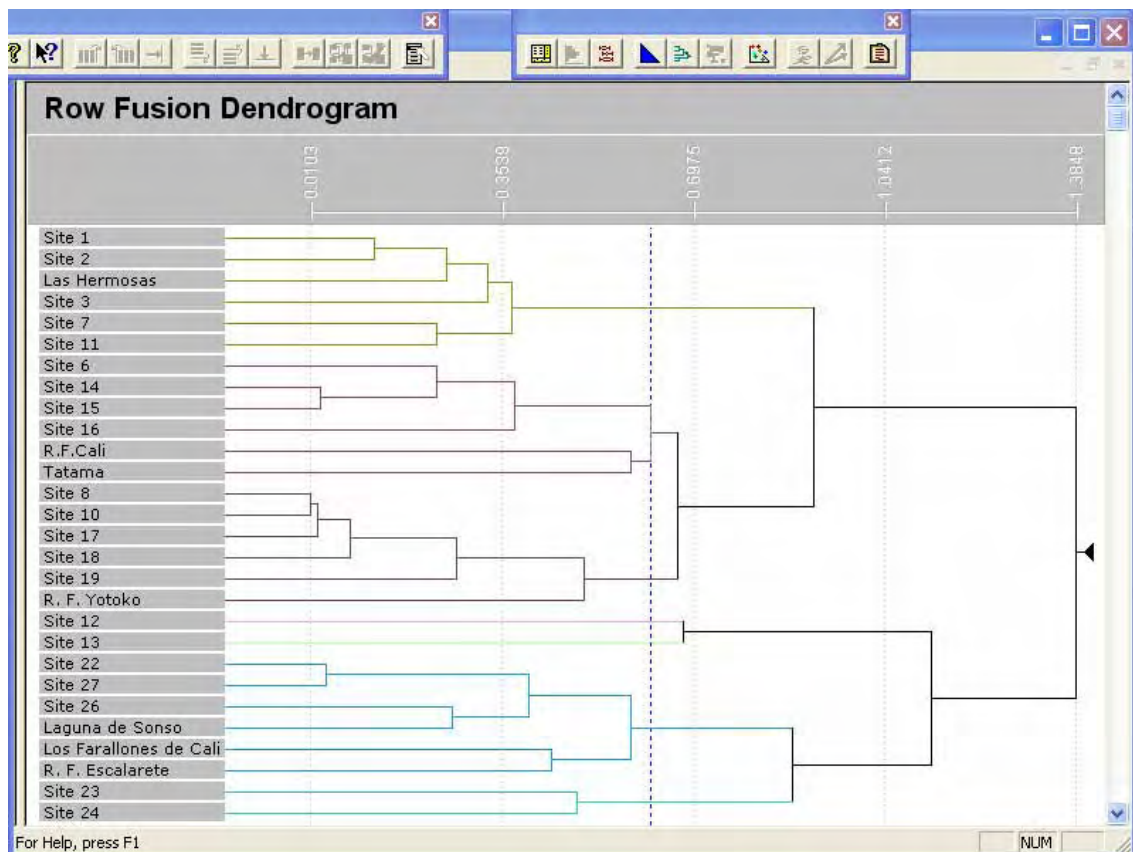 Row Fusion Dendrogram
0.0103
0.3539
0.6975
1.0412
1.3848
Site 1
Site 2
Las Hermosas
Site 3
Site 7
Site 11
Site 6
Site 14
Site 15
Site 16
R.F.Cali
Tatama
Site 8
Site 10
Site 17
Site 18
Site 19
R. F. Yotoko
Site 12
Site 13
Site 22
Site 27
Site 26
Laguna de Sonso
Los Farallones de Cali
R. F. Escalarete
Site 23
Site 24
For Help, press F1 NUM